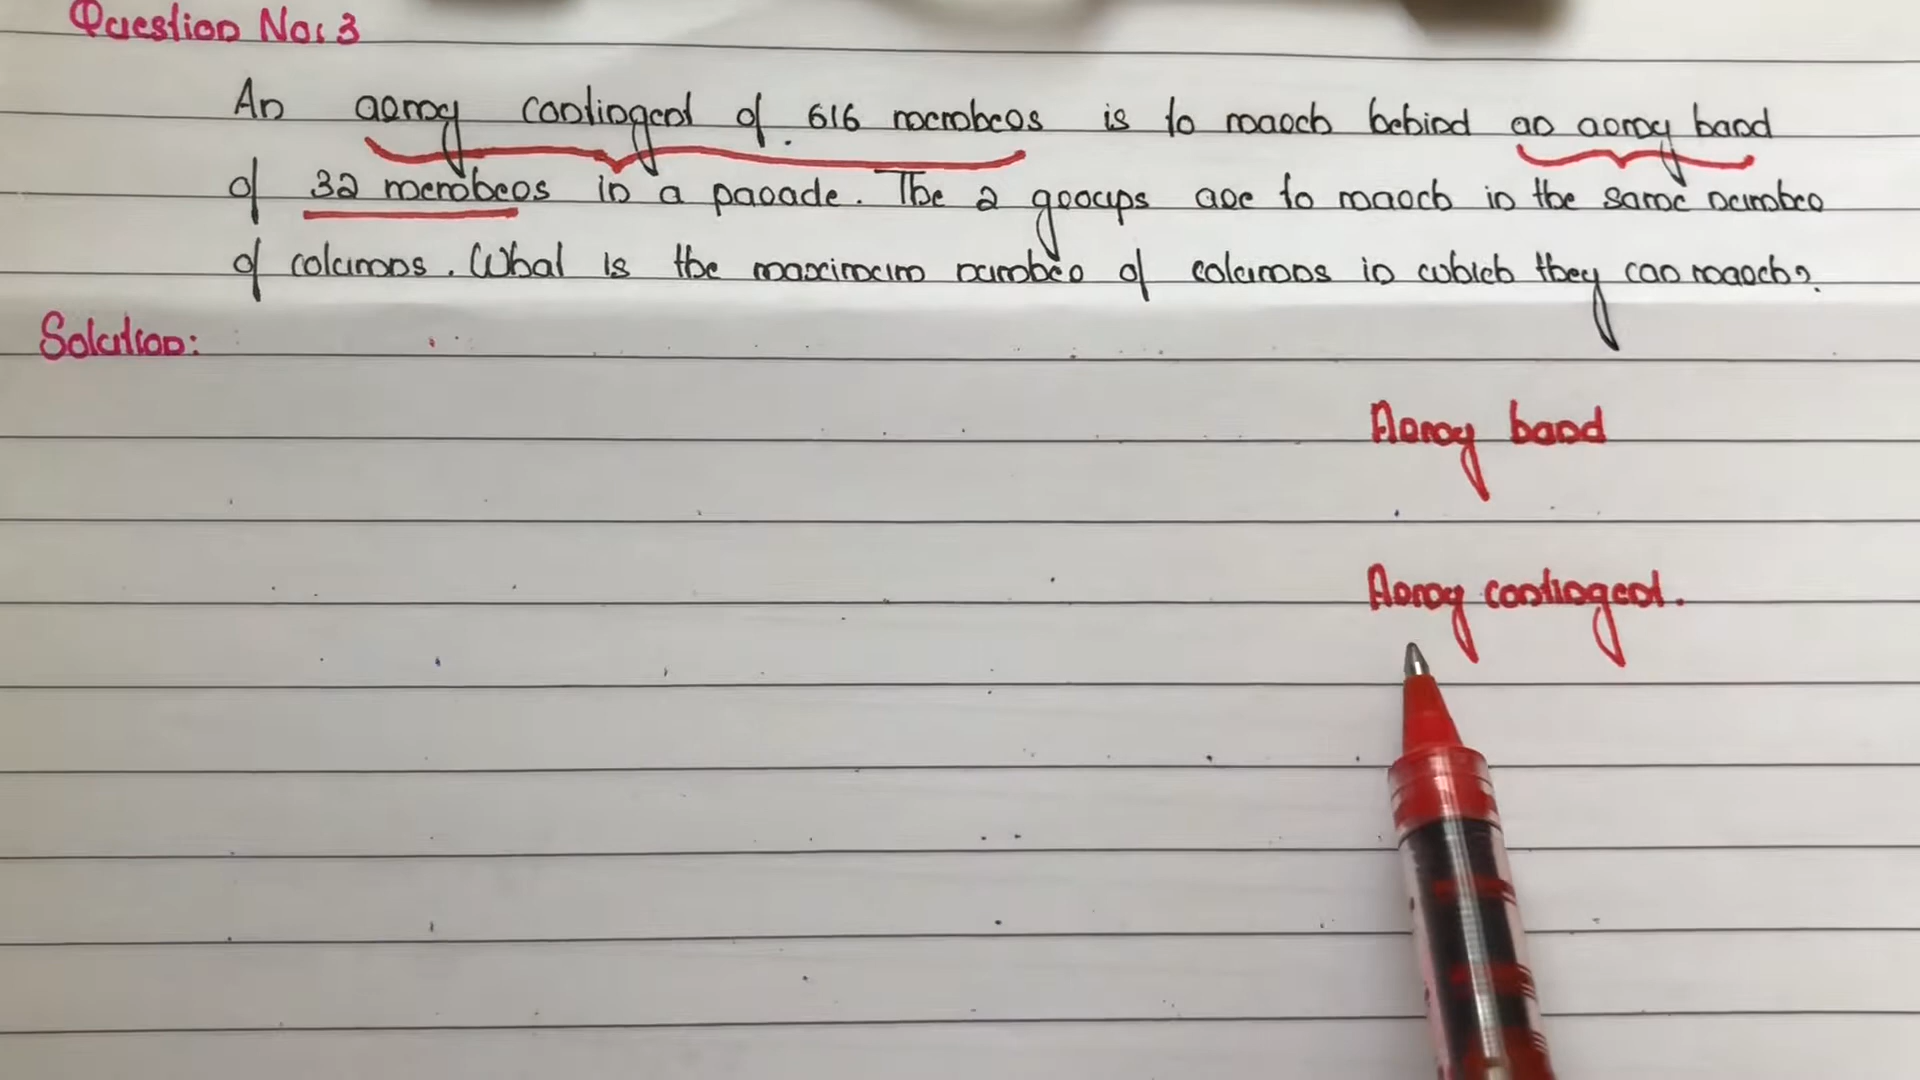 Question No: 3
An army contingent of 616 members is to march behind an army band
of 32 members in a parade. The 2 groups are to march in the same number
of columns. What is the maximum number of columns in which they can march?
Solution:
Army band
Army contingent.